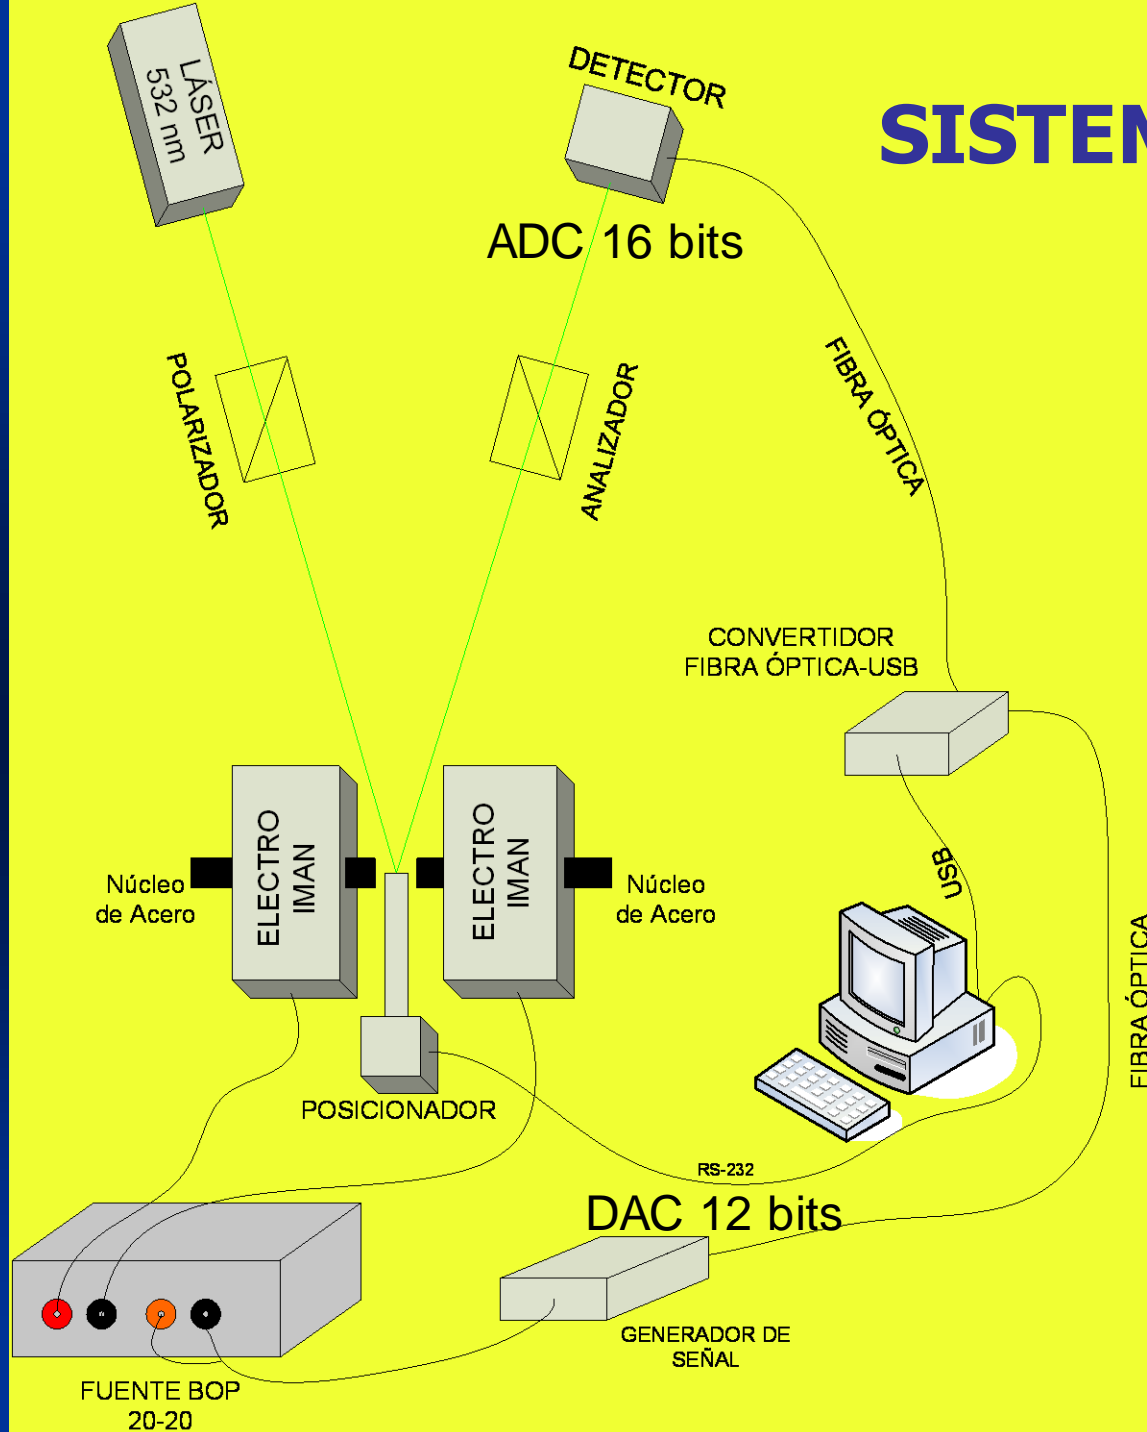 LÁSER
532 nm
DETECTOR
ADC 16 bits
POLARIZADOR
ANALIZADOR
FIBRA ÓPTICA
CONVERTIDOR
FIBRA ÓPTICA-USB
ELECTRO
IMAN
ELECTRO
IMAN
Núcleo
de Acero
Núcleo
de Acero
USB
FIBRA ÓPTICA
POSICIONADOR
RS-232
DAC 12 bits
GENERADOR DE
SEÑAL
FUENTE BOP
20-20